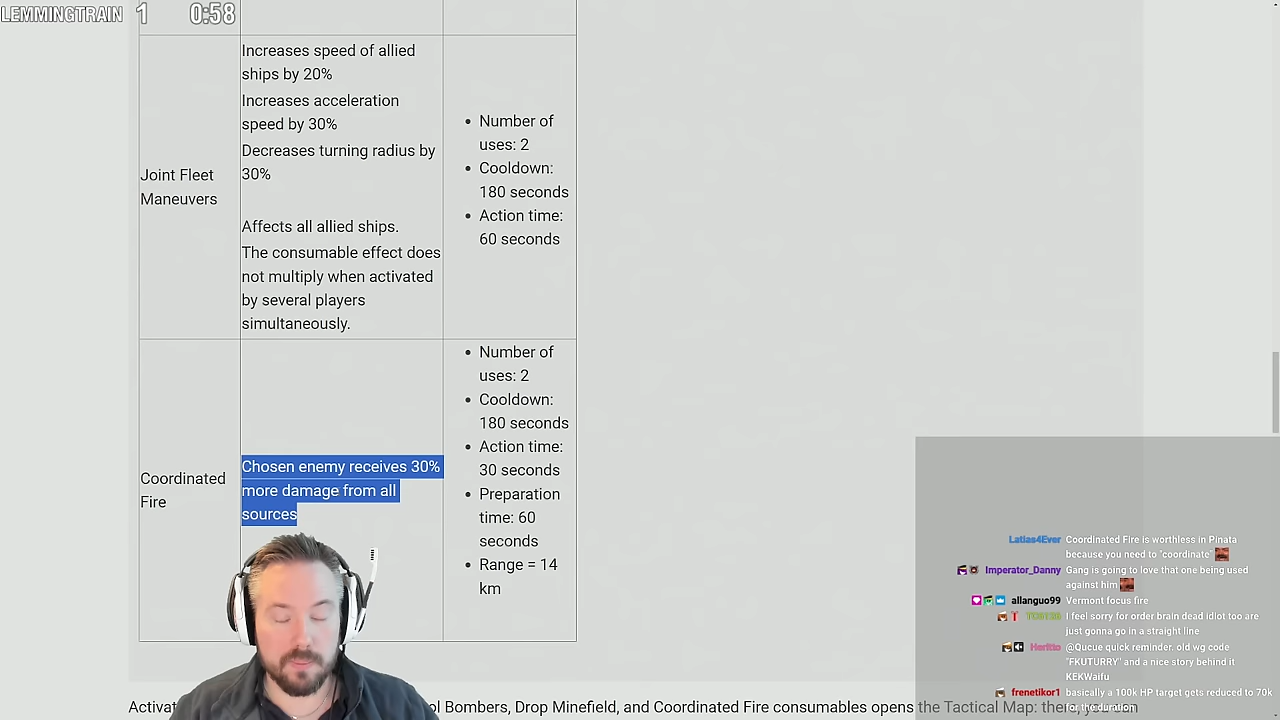 LEMMINGTRAIN 1 0:58
Increases speed of allied
ships by 20%
Increases acceleration
speed by 30%
Decreases turning radius by
30%
Affects all allied ships.
The consumable effect does
not multiply when activated
by several players
simultaneously.
Joint Fleet
Maneuvers
• Number of
uses: 2
• Cooldown:
180 seconds
• Action time:
60 seconds
Coordinated
Fire
Chosen enemy receives 30%
more damage from all
sources
• Number of
uses: 2
• Cooldown:
180 seconds
• Action time:
30 seconds
• Preparation
time: 60
seconds
• Range = 14
km
Latias4Ever Coordinated Fire is worthless in Pinata
because you need to "coordinate"
Imperator_Danny Gang is going to love that one being used
against him
allanguo99 Vermont focus fire
I feel sorry for order brain dead idiot too are
just gonna go in a straight line
Heritto @Qucue quick reminder. old wg code
"FKUTURRY" and a nice story behind it
KEKWaifu
frenetikor1 basically a 100k HP target gets reduced to 70k
for the duration
Activat ol Bombers, Drop Minefield, and Coordinated Fire consumables opens the Tactical Map: the